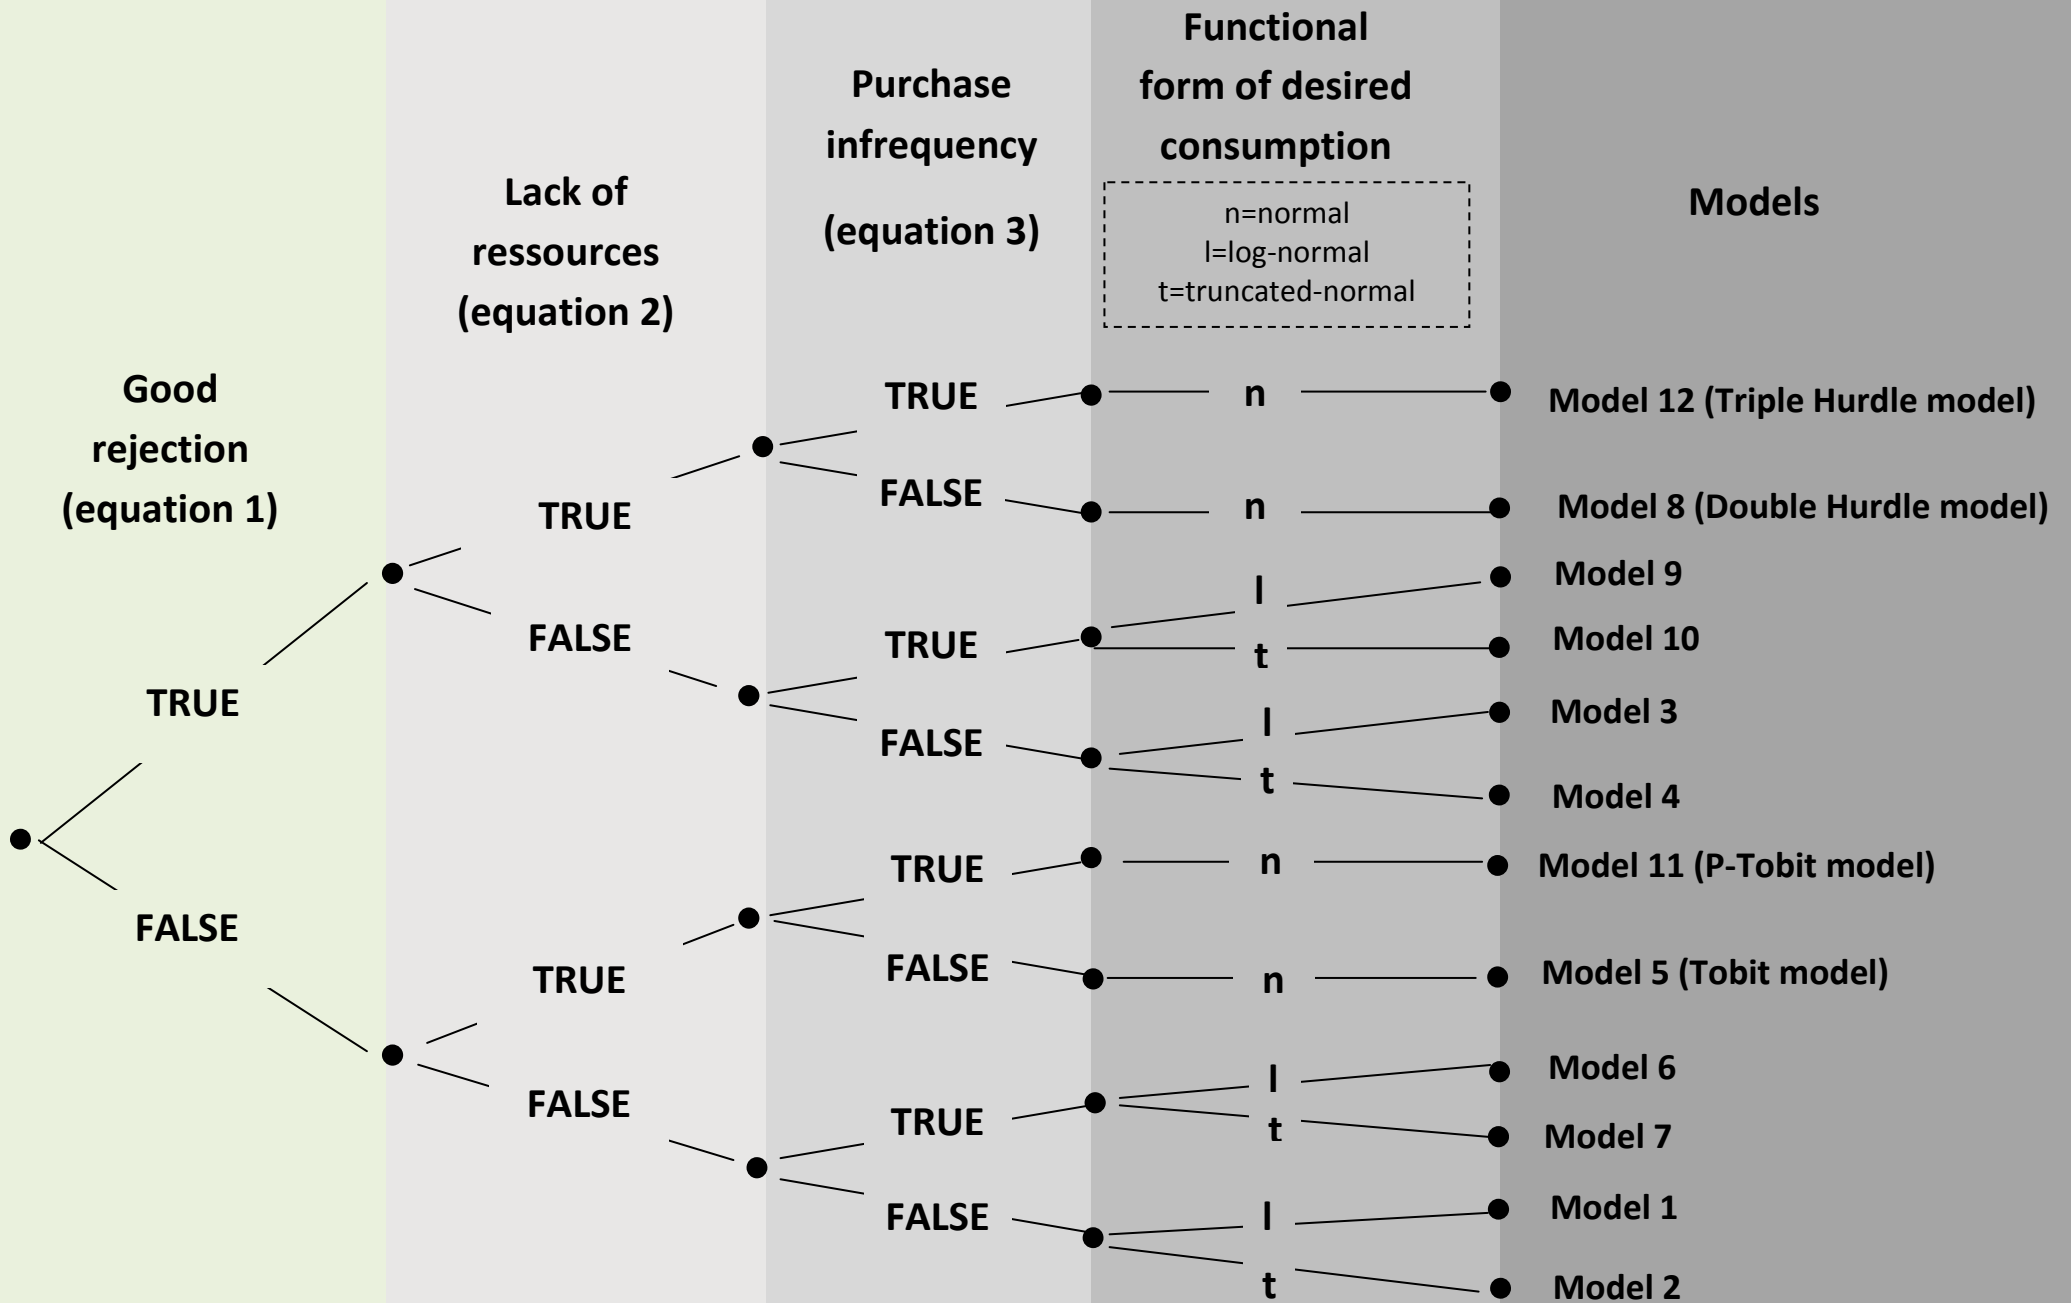 Good
rejection
(equation 1)
TRUE
FALSE
Lack of
ressources
(equation 2)
TRUE
FALSE
TRUE
FALSE
Purchase
infrequency
(equation 3)
TRUE
FALSE
TRUE
FALSE
TRUE
FALSE
TRUE
FALSE
Functional
form of desired
consumption
n=normal
l=log-normal
t=truncated-normal
n
n
l
t
l
t
n
n
l
t
l
t
Models
Model 12 (Triple Hurdle model)
Model 8 (Double Hurdle model)
Model 9
Model 10
Model 3
Model 4
Model 11 (P-Tobit model)
Model 5 (Tobit model)
Model 6
Model 7
Model 1
Model 2